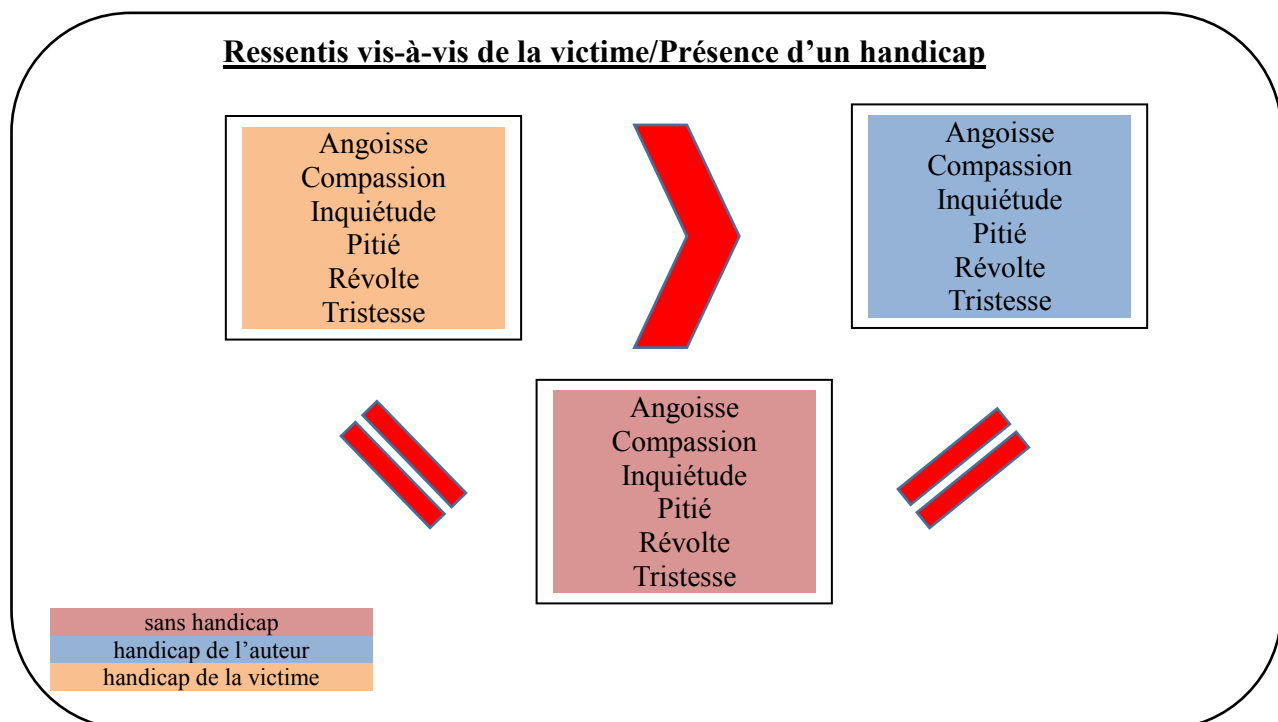 Ressentis vis-à-vis de la victime/Présence d’un handicap
Angoisse
Compassion
Inquiétude
Pitié
Révolte
Tristesse
Angoisse
Compassion
Inquiétude
Pitié
Révolte
Tristesse
Angoisse
Compassion
Inquiétude
Pitié
Révolte
Tristesse
sans handicap
handicap de l’auteur
handicap de la victime